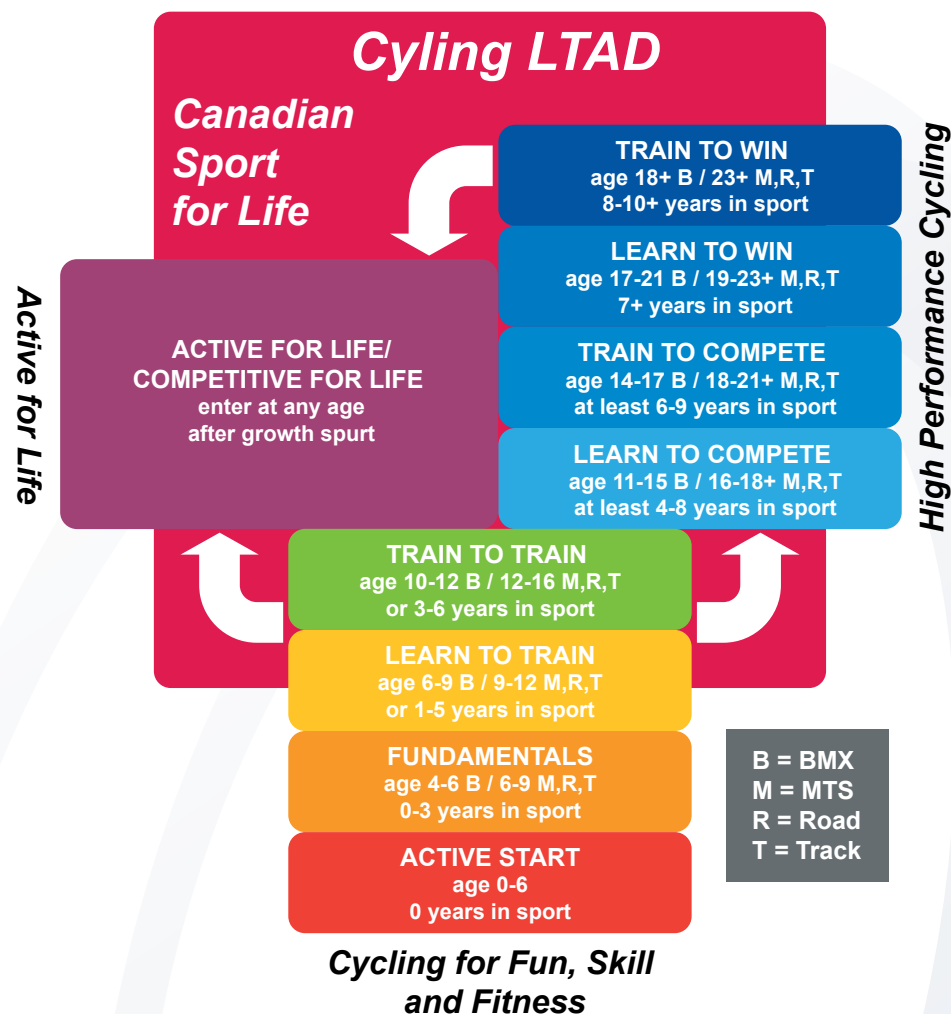 Cyling LTAD
Canadian
Sport
for Life
TRAIN TO WIN
age 18+ B / 23+ M,R,T
8-10+ years in sport
LEARN TO WIN
age 17-21 B / 19-23+ M,R,T
7+ years in sport
TRAIN TO COMPETE
age 14-17 B / 18-21+ M,R,T
at least 6-9 years in sport
LEARN TO COMPETE
age 11-15 B / 16-18+ M,R,T
at least 4-8 years in sport
High Performance Cycling
Active for Life
ACTIVE FOR LIFE/
COMPETITIVE FOR LIFE
enter at any age
after growth spurt
TRAIN TO TRAIN
age 10-12 B / 12-16 M,R,T
or 3-6 years in sport
LEARN TO TRAIN
age 6-9 B / 9-12 M,R,T
or 1-5 years in sport
FUNDAMENTALS
age 4-6 B / 6-9 M,R,T
0-3 years in sport
ACTIVE START
age 0-6
0 years in sport
B = BMX
M = MTS
R = Road
T = Track
Cycling for Fun, Skill
and Fitness